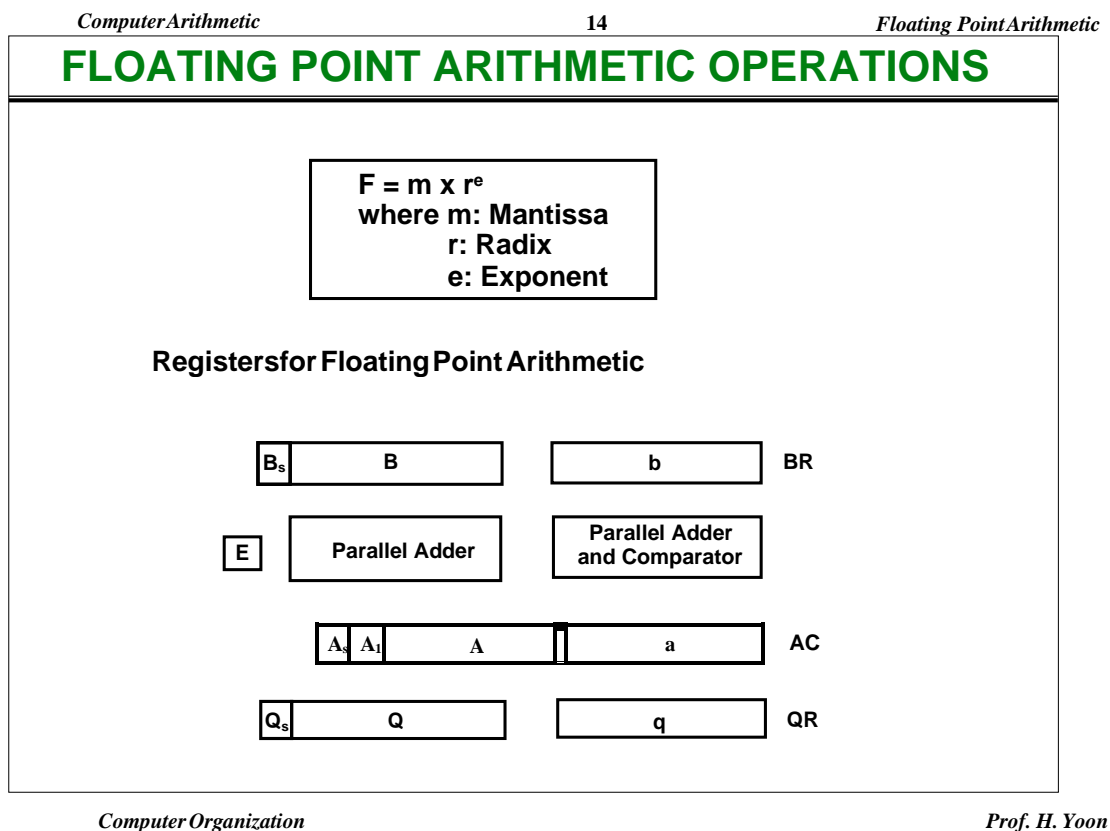 Computer Arithmetic 14 Floating Point Arithmetic
FLOATING POINT ARITHMETIC OPERATIONS
F = m x rᵉ
where m: Mantissa
r: Radix
e: Exponent
Registersfor Floating Point Arithmetic
Bₛ B b BR
E Parallel Adder Parallel Adder and Comparator
Aₛ A₁ A a AC
Qₛ Q q QR
Computer Organization Prof. H. Yoon